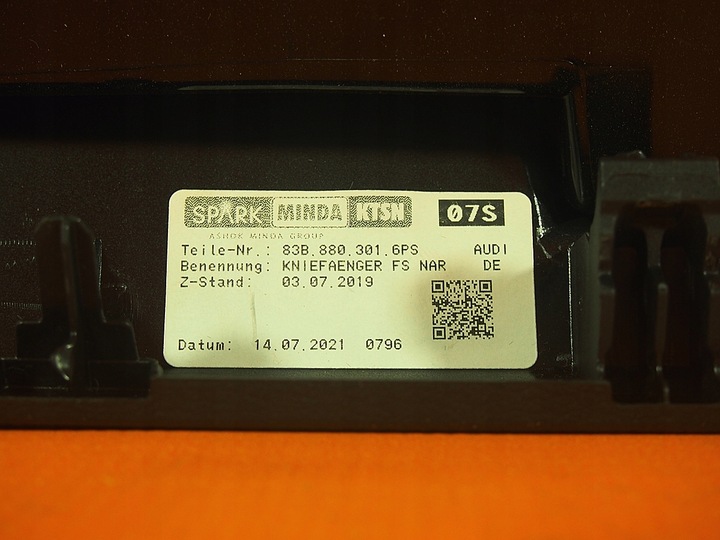 SPARK MINDA KTSN 07S
ASHOK MINDA GROUP
Teile-Nr.: 83B.880.301.6PS AUDI
Benennung: KNIEFAENGER FS NAR DE
Z-Stand: 03.07.2019
Datum: 14.07.2021 0796